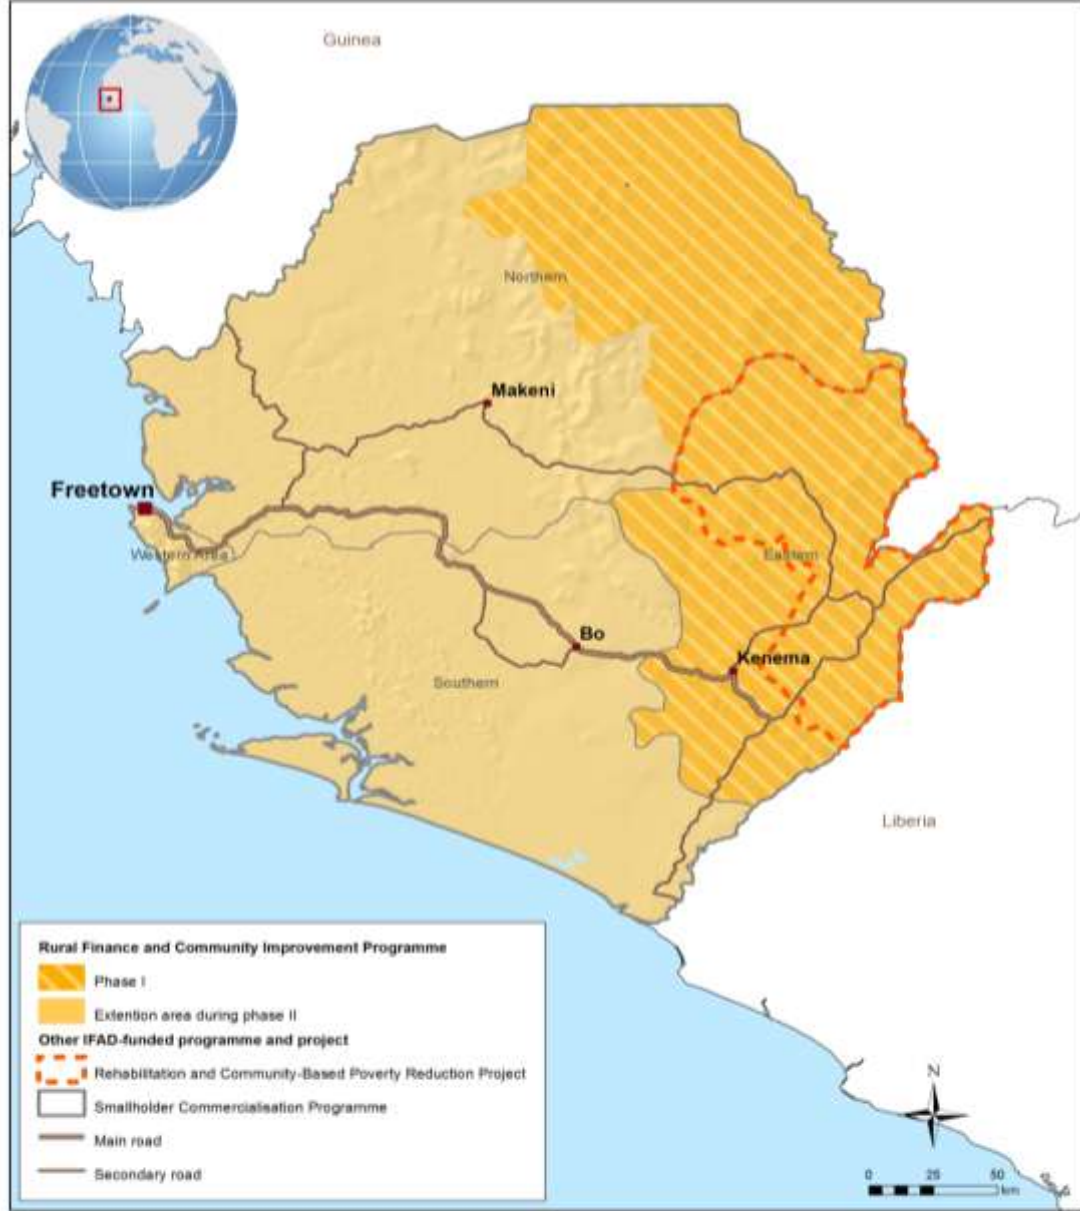 Guinea
Northern
Makeni
Freetown
Western Area
Eastern
Bo
Kenema
Southern
Liberia
Rural Finance and Community Improvement Programme
Phase I
Extention area during phase II
Other IFAD-funded programme and project
Rehabilitation and Community-Based Poverty Reduction Project
Smallholder Commercialisation Programme
Main road
Secondary road
N
0 25 50
km